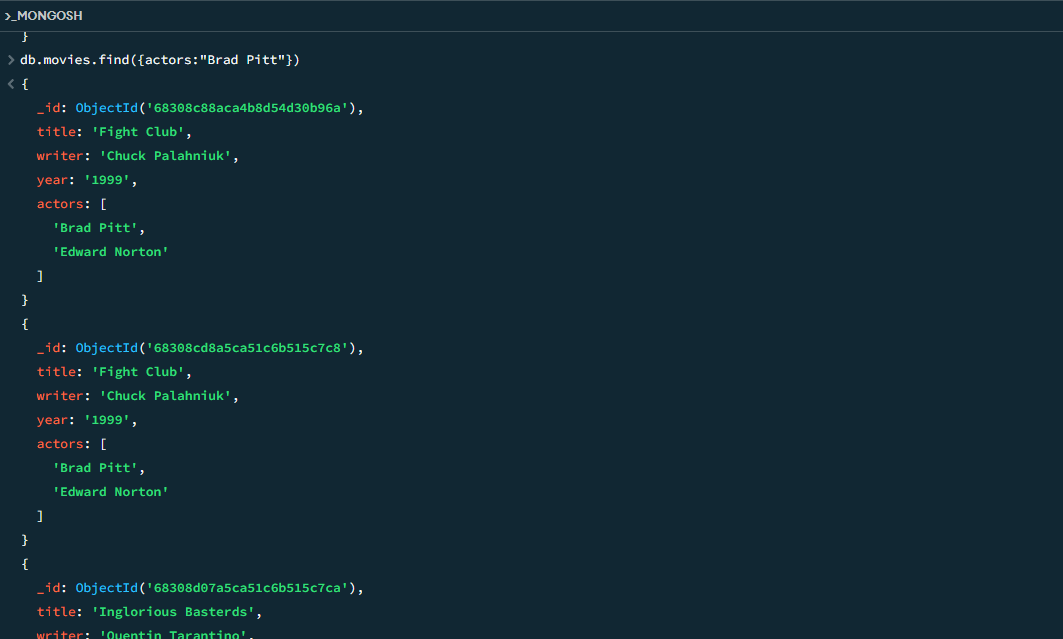 >_MONGOSH
}
> db.movies.find({actors:"Brad Pitt"})
< {
_id: ObjectId('68308c88aca4b8d54d30b96a'),
title: 'Fight Club',
writer: 'Chuck Palahniuk',
year: '1999',
actors: [
'Brad Pitt',
'Edward Norton'
]
}
{
_id: ObjectId('68308cd8a5ca51c6b515c7c8'),
title: 'Fight Club',
writer: 'Chuck Palahniuk',
year: '1999',
actors: [
'Brad Pitt',
'Edward Norton'
]
}
{
_id: ObjectId('68308d07a5ca51c6b515c7ca'),
title: 'Inglorious Basterds',
writer: 'Quentin Tarantino',